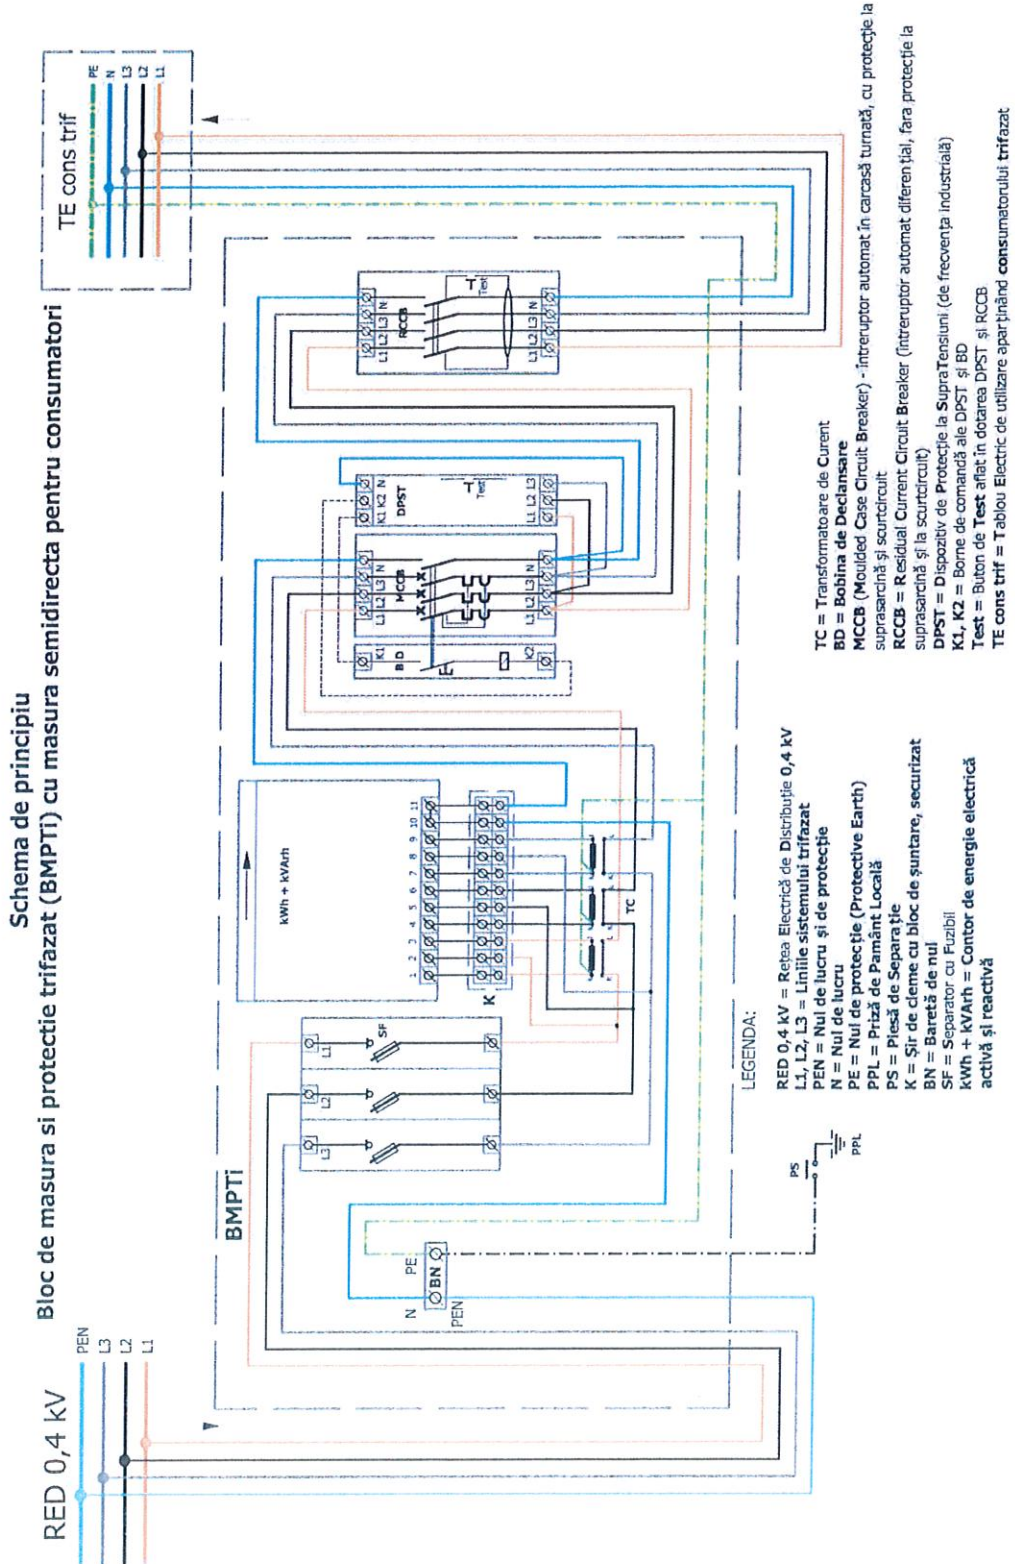 Schema de principiu
Bloc de masura si protectie trifazat (BMPTi) cu masura semidirecta pentru consumatori
RED 0,4 kV
PEN
L3
L2
L1
TE cons trif
PE
N
L3
L2
L1
BMPTi
N
PE
BN
PEN
PS
PPL
L3
L2
L1
SF
kWh + kVArh
1 2 3 4 5 6 7 8 9 10 11
K
TC
K1
BD
K2
L1 L2 L3 N
MCCB
L1 L2 L3 N
K1 K2 N
DPST
T
Test
L1 L2 L3
L1 L2 L3 N
RCCB
T
Test
L1 L2 L3 N
LEGENDA:
RED 0,4 kV = Rețea Electrică de Distribuție 0,4 kV
L1, L2, L3 = Liniile sistemului trifazat
PEN = Nul de lucru și de protecție
N = Nul de lucru
PE = Nul de protecție (Protective Earth)
PPL = Priză de Pamânt Locală
PS = Piesă de Separație
K = Șir de cleme cu bloc de șuntare, securizat
BN = Baretă de nul
SF = Separator cu Fuzibil
kWh + kVArh = Contor de energie electrică
activă și reactivă
TC = Transformatoare de Curent
BD = Bobina de Declansare
MCCB (Moulded Case Circuit Breaker) - întreruptor automat în carcasă turnată, cu protecție la
suprasarcină și scurtcircuit
RCCB = Residual Current Circuit Breaker (întreruptor automat diferențial, fara protecție la
suprasarcină și la scurtcircuit)
DPST = Dispozitiv de Protecție la SupraTensiuni (de frecvența industrială)
K1, K2 = Borne de comandă ale DPST și BD
Test = Buton de Test aflat în dotarea DPST și RCCB
TE cons trif = Tablou Electric de utilizare aparținând consumatorului trifazat